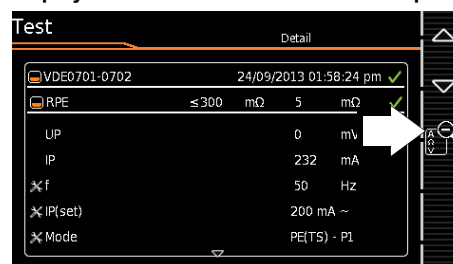 Test
Detail
VDE0701-0702 24/09/2013 01:58:24 pm ✓
RPE ≤300 mΩ 5 mΩ ✓
UP 0 mV
IP 232 mA
f 50 Hz
IP(set) 200 mA ~
Mode PE(TS) - P1
A
Ω
V